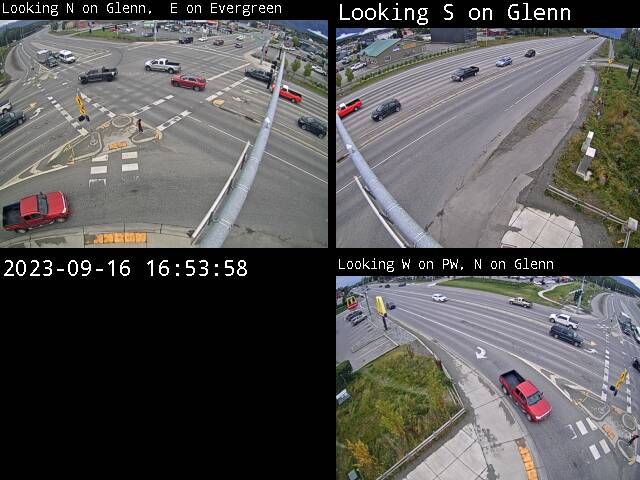 Looking N on Glenn,  E on Evergreen
Looking S on Glenn
2023-09-16 16:53:58
Looking W on PW, N on Glenn